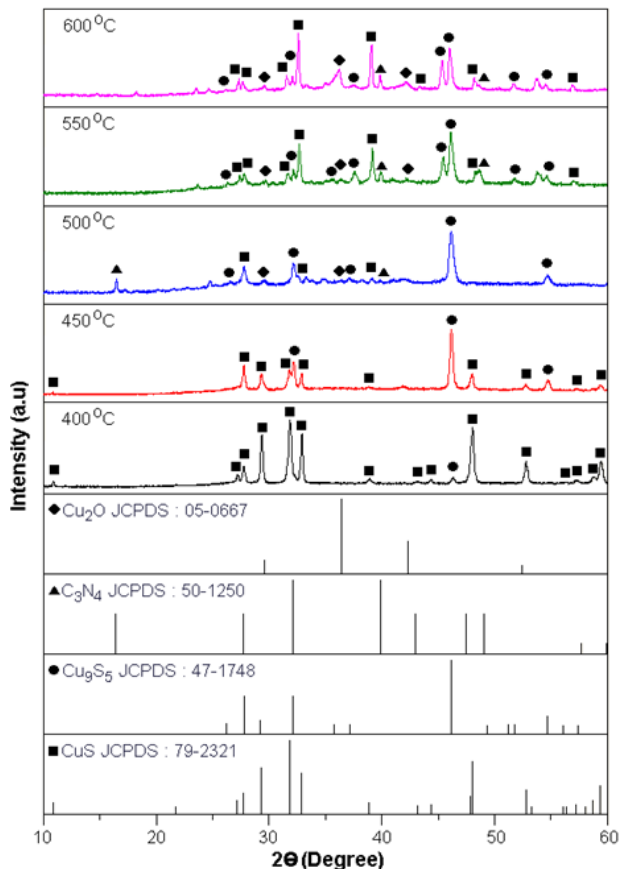 600 °C
550 °C
500 °C
450 °C
400 °C
◆Cu₂O JCPDS : 05-0667
▲C₃N₄ JCPDS : 50-1250
●Cu₉S₅ JCPDS : 47-1748
■CuS JCPDS : 79-2321
Intensity (a.u)
10 20 30 40 50 60
2Θ(Degree)